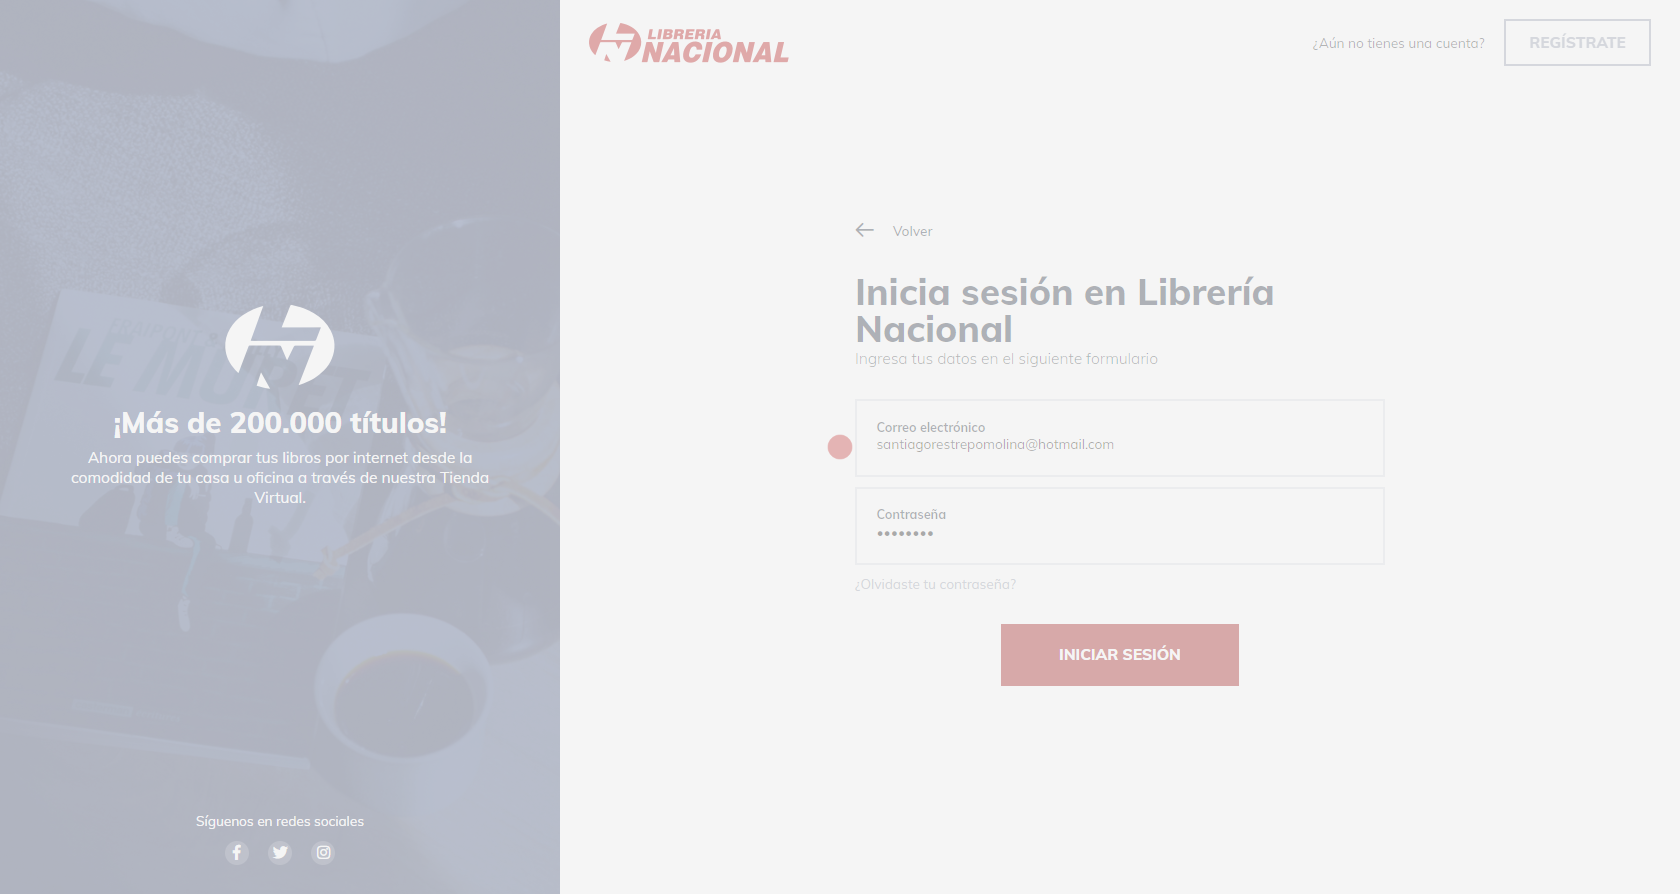 ¡Más de 200.000 títulos!
Ahora puedes comprar tus libros por internet desde la
comodidad de tu casa u oficina a través de nuestra Tienda
Virtual.
Síguenos en redes sociales
LIBRERIA
NACIONAL
¿Aún no tienes una cuenta?
REGÍSTRATE
Volver
Inicia sesión en Librería
Nacional
Ingresa tus datos en el siguiente formulario
Correo electrónico
santiagorestrepomolina@hotmail.com
Contraseña
••••••••
¿Olvidaste tu contraseña?
INICIAR SESIÓN